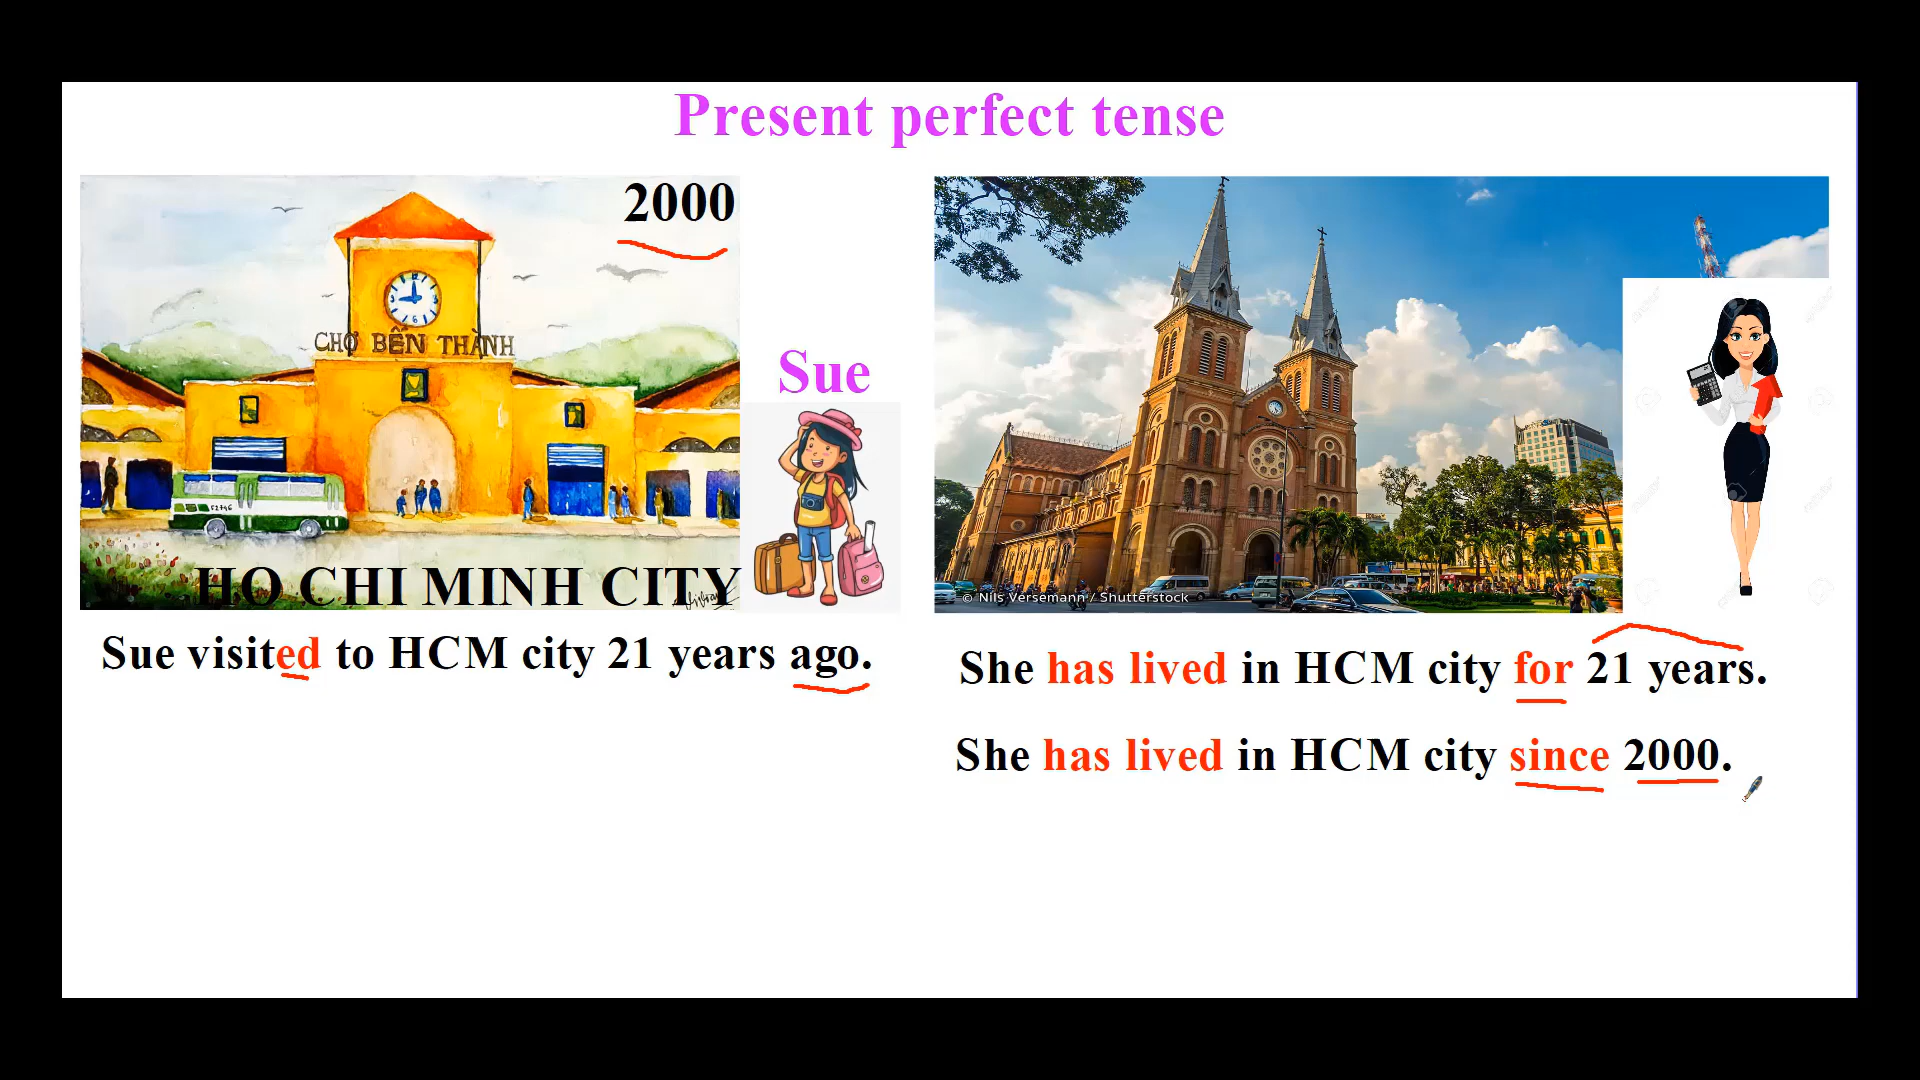 Present perfect tense
2000
CHỢ BẾN THÀNH
HO CHI MINH CITY
Sue
© Nils Versemann / Shutterstock
Sue visited to HCM city 21 years ago.
She has lived in HCM city for 21 years.
She has lived in HCM city since 2000.